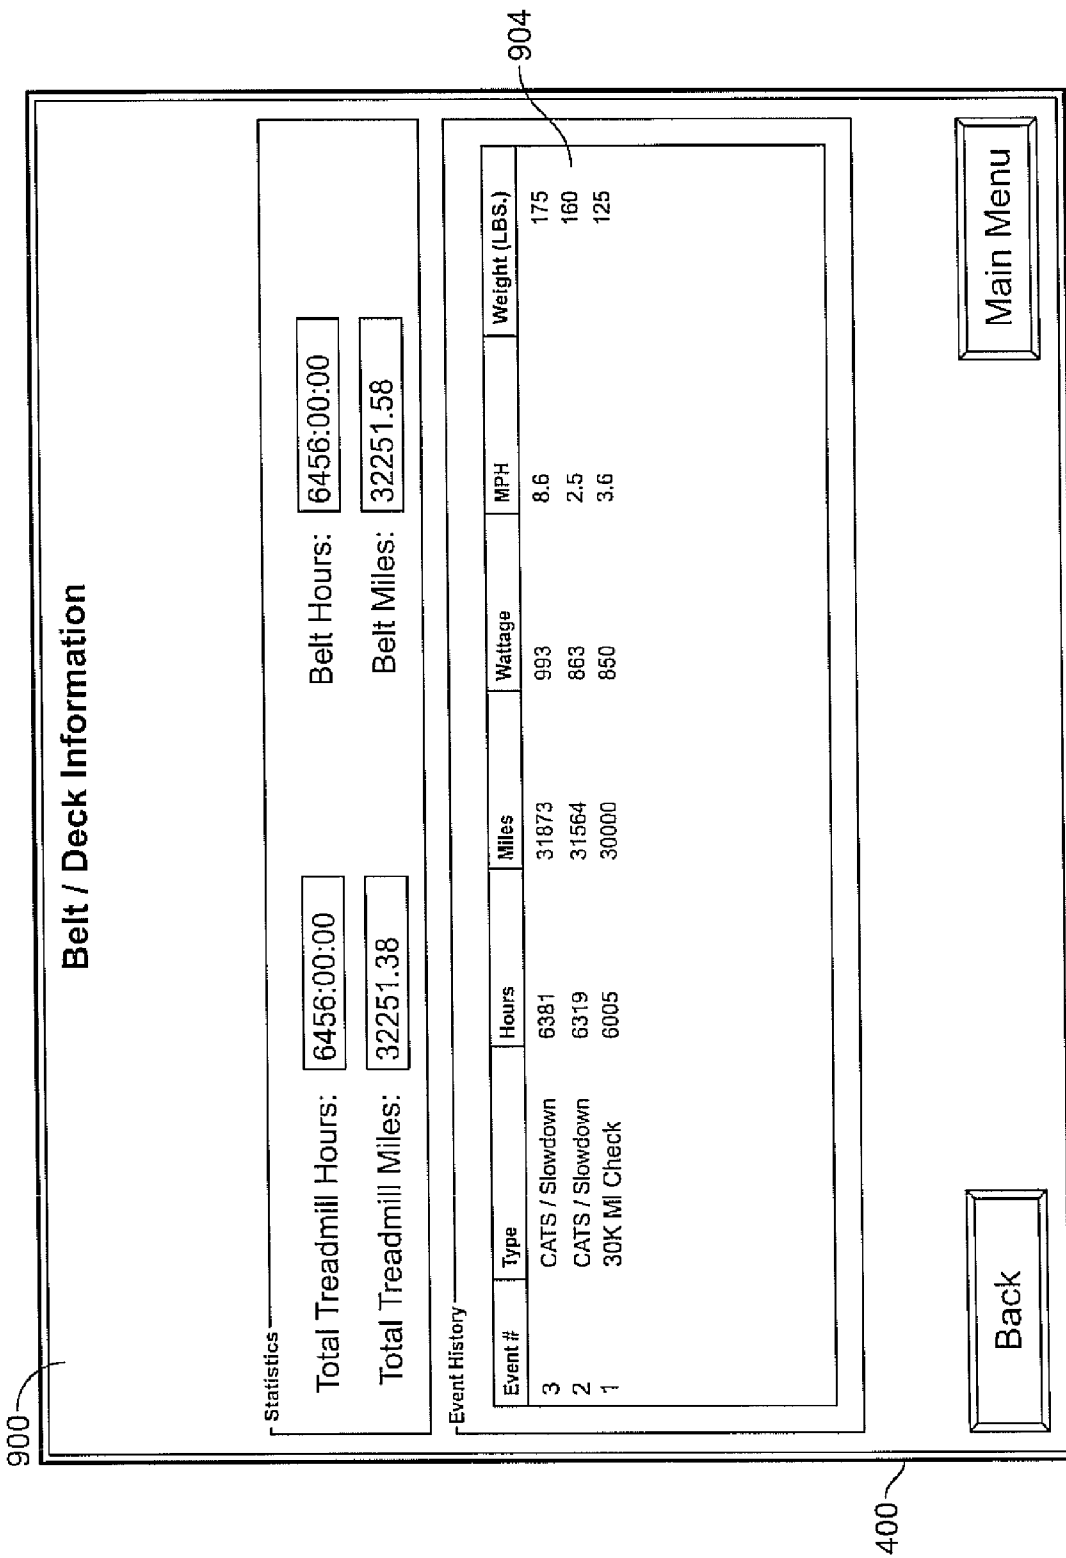 900
Belt / Deck Information
Statistics
Total Treadmill Hours: 6456:00:00 Belt Hours: 6456:00:00
Total Treadmill Miles: 32251.38 Belt Miles: 32251.58
Event History
904
Event # Type Hours Miles Wattage MPH Weight (LBS.)
3 CATS / Slowdown 6381 31873 993 8.6 175
2 CATS / Slowdown 6319 31564 863 2.5 160
1 30K MI Check 6005 30000 850 3.6 125
400
Back Main Menu